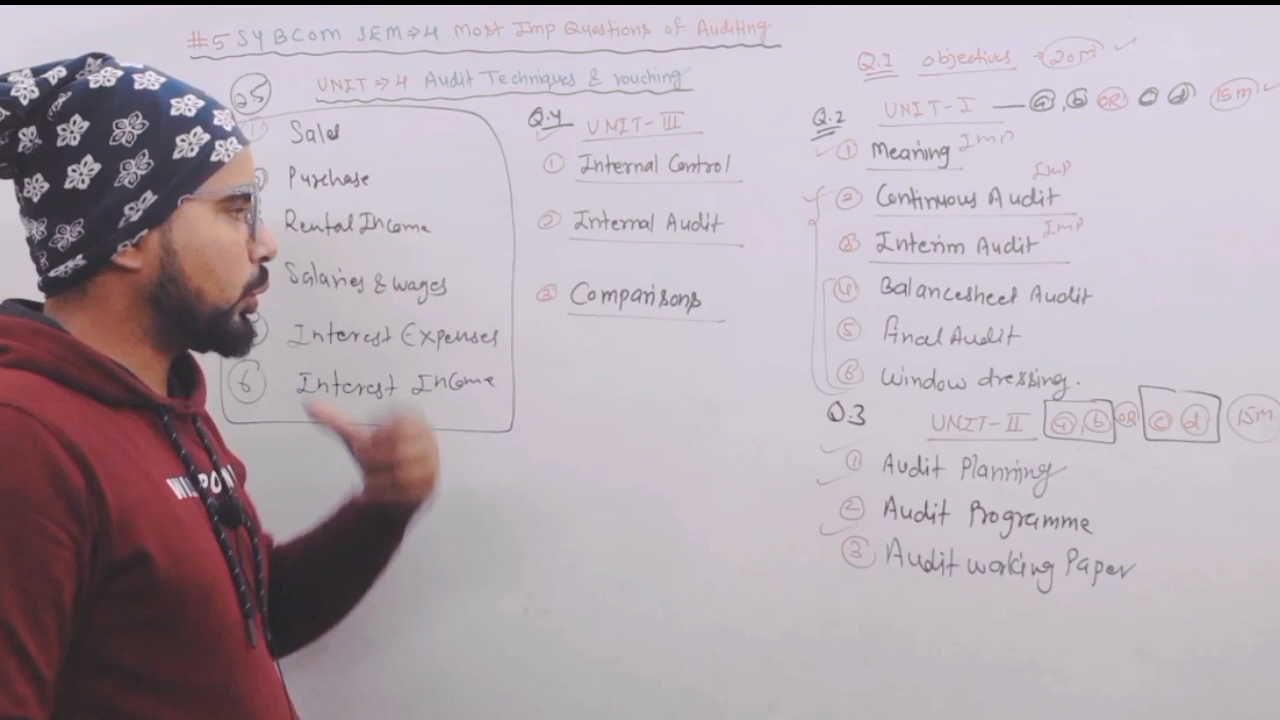 #5 SYBCOM SEM⇒4 Most Imp Questions of Auditing
UNIT⇒4 Audit Techniques & vouching
25
Sales
Purchase
Rental Income
Salaries & wages
Interest Expenses
6 Interest Income
Q.4 UNIT-III
1 Internal Control
2 Internal Audit
3 Comparisons
Q.1 objectives → 20m
Q.2 UNIT-I — a, b OR c d 15m
1 Meaning Imp
2 Continuous Audit Imp
3 Interim Audit Imp
4 Balancesheet Audit
5 final Audit
6 window dressing.
Q.3 UNIT-II a, b OR c d 15m
1 Audit Planning
2 Audit Programme
3 Audit working Paper